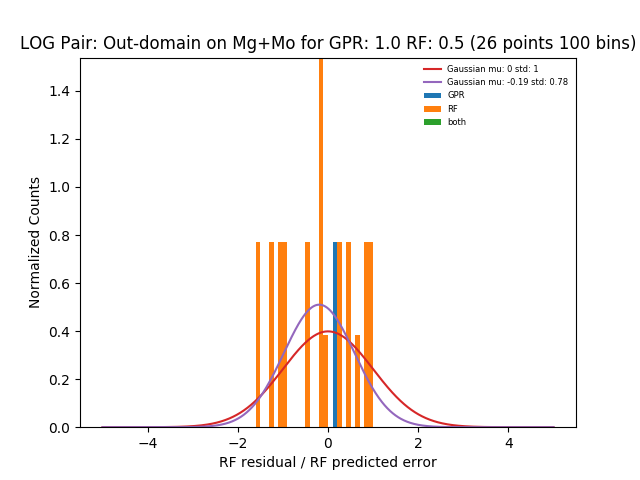 LOG Pair: Out-domain on Mg+Mo for GPR: 1.0 RF: 0.5 (26 points 100 bins)
Gaussian mu: 0 std: 1
Gaussian mu: -0.19 std: 0.78
GPR
RF
both
Normalized Counts
1.4
1.2
1.0
0.8
0.6
0.4
0.2
0.0
−4 −2 0 2 4
RF residual / RF predicted error